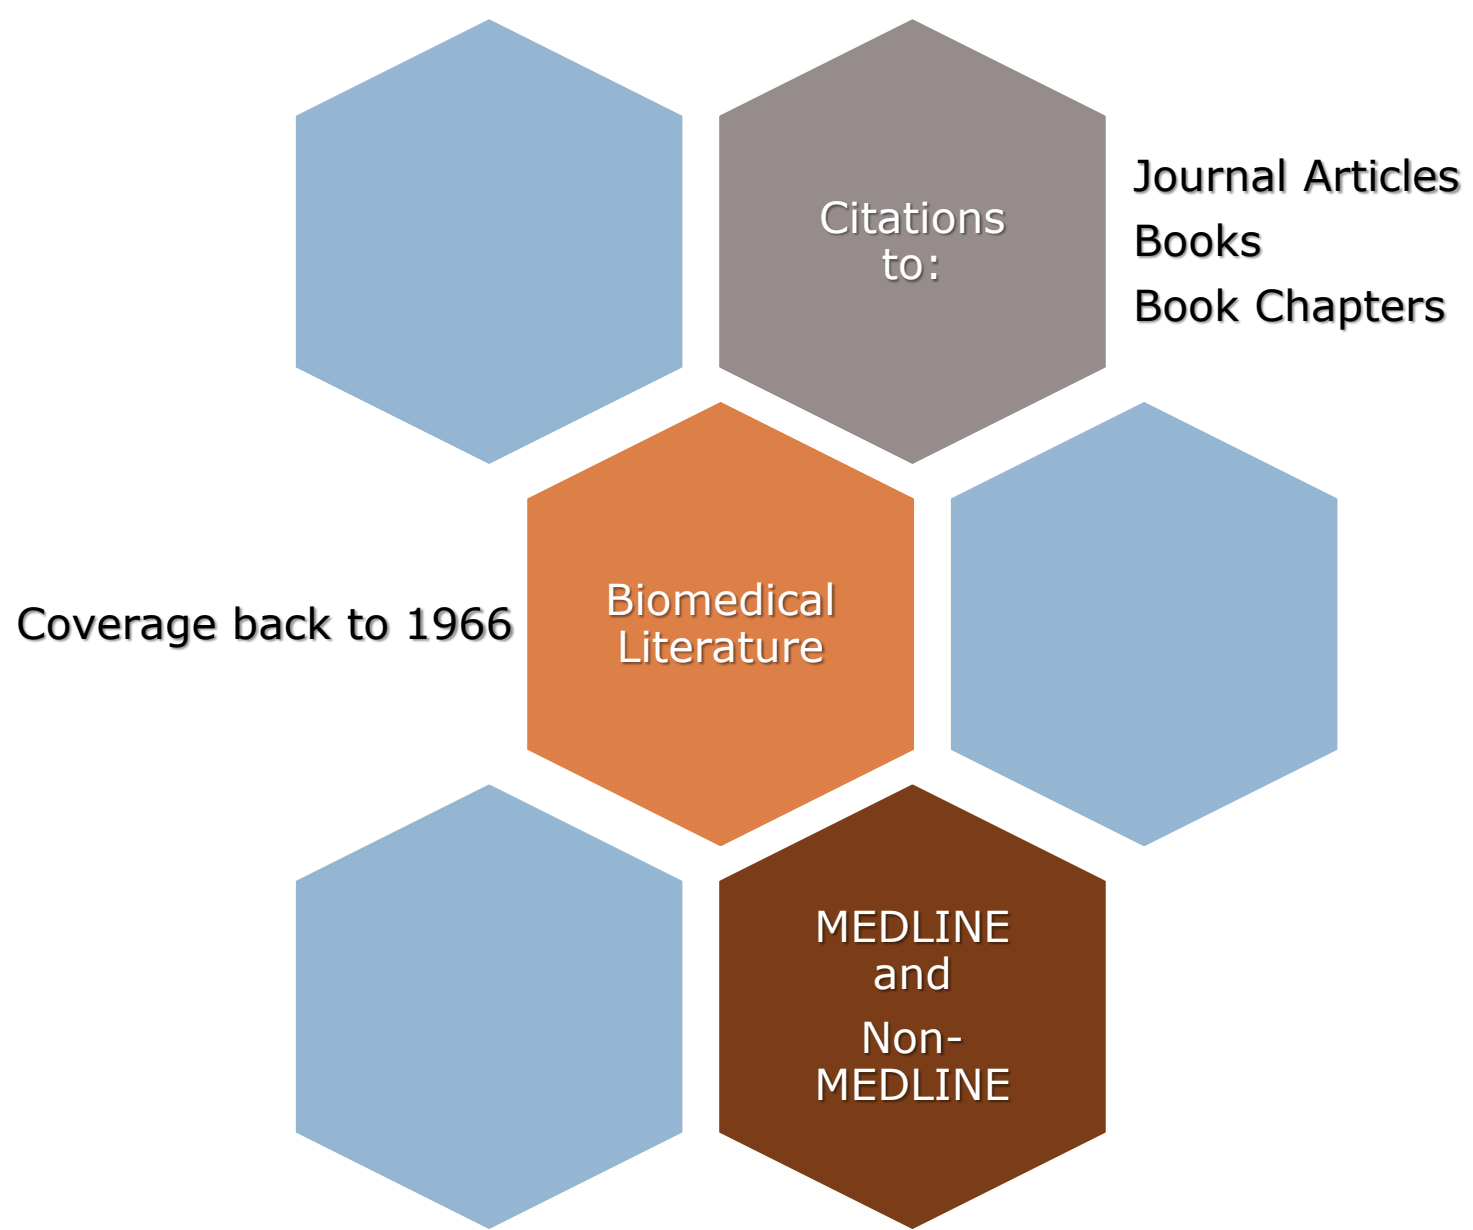 Citations
to:
Journal Articles
Books
Book Chapters
Coverage back to 1966
Biomedical
Literature
MEDLINE
and
Non-
MEDLINE